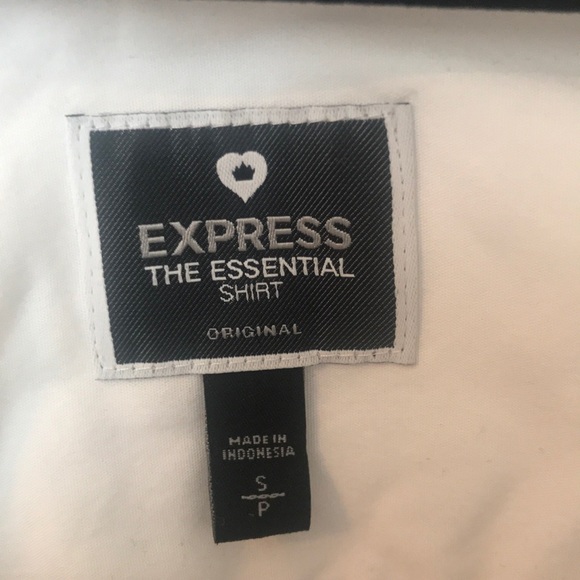 EXPRESS
THE ESSENTIAL
SHIRT
ORIGINAL
MADE IN
INDONESIA
S
P